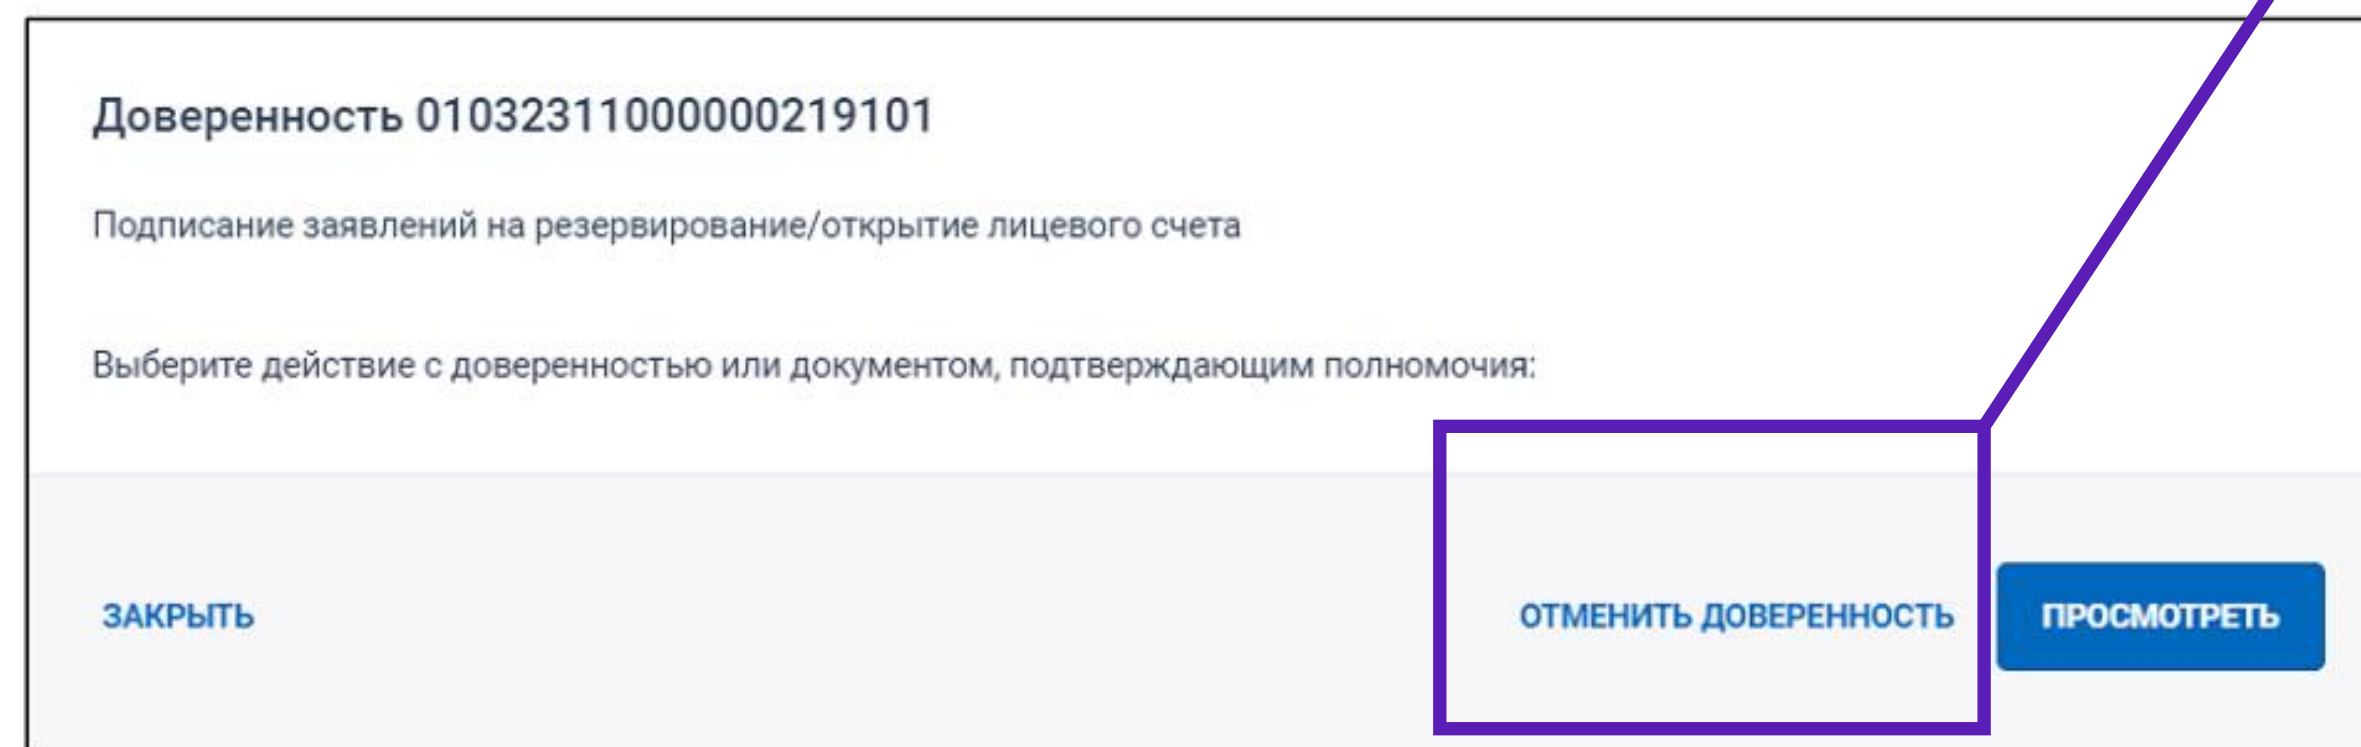 Доверенность 01032311000000219101
Подписание заявлений на резервирование/открытие лицевого счета
Выберите действие с доверенностью или документом, подтверждающим полномочия:
ЗАКРЫТЬ
ОТМЕНИТЬ ДОВЕРЕННОСТЬ
ПРОСМОТРЕТЬ